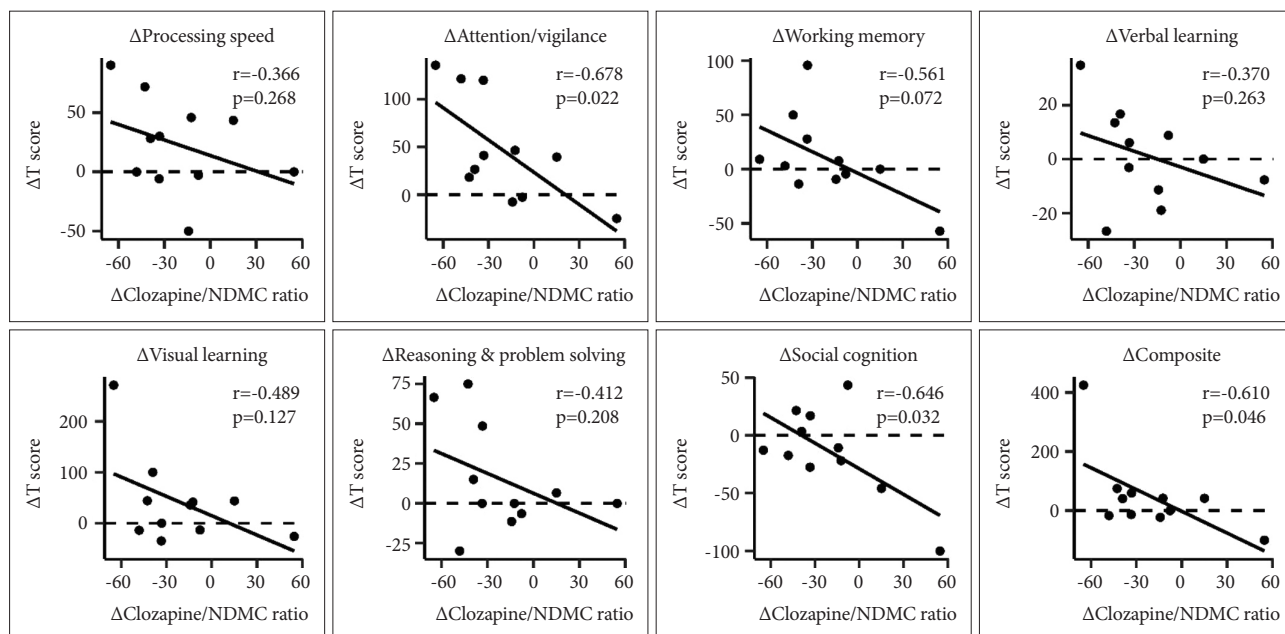 ΔProcessing speed
r=-0.366
p=0.268
50
0
-50
ΔT score
-60 -30 0 30 60
ΔClozapine/NDMC ratio
ΔAttention/vigilance
r=-0.678
p=0.022
100
50
0
ΔT score
-60 -30 0 30 60
ΔClozapine/NDMC ratio
ΔWorking memory
r=-0.561
p=0.072
100
50
0
-50
ΔT score
-60 -30 0 30 60
ΔClozapine/NDMC ratio
ΔVerbal learning
r=-0.370
p=0.263
20
0
-20
ΔT score
-60 -30 0 30 60
ΔClozapine/NDMC ratio
ΔVisual learning
r=-0.489
p=0.127
200
100
0
ΔT score
-60 -30 0 30 60
ΔClozapine/NDMC ratio
ΔReasoning & problem solving
r=-0.412
p=0.208
75
50
25
0
-25
ΔT score
-60 -30 0 30 60
ΔClozapine/NDMC ratio
ΔSocial cognition
r=-0.646
p=0.032
50
0
-50
-100
ΔT score
-60 -30 0 30 60
ΔClozapine/NDMC ratio
ΔComposite
r=-0.610
p=0.046
400
200
0
ΔT score
-60 -30 0 30 60
ΔClozapine/NDMC ratio